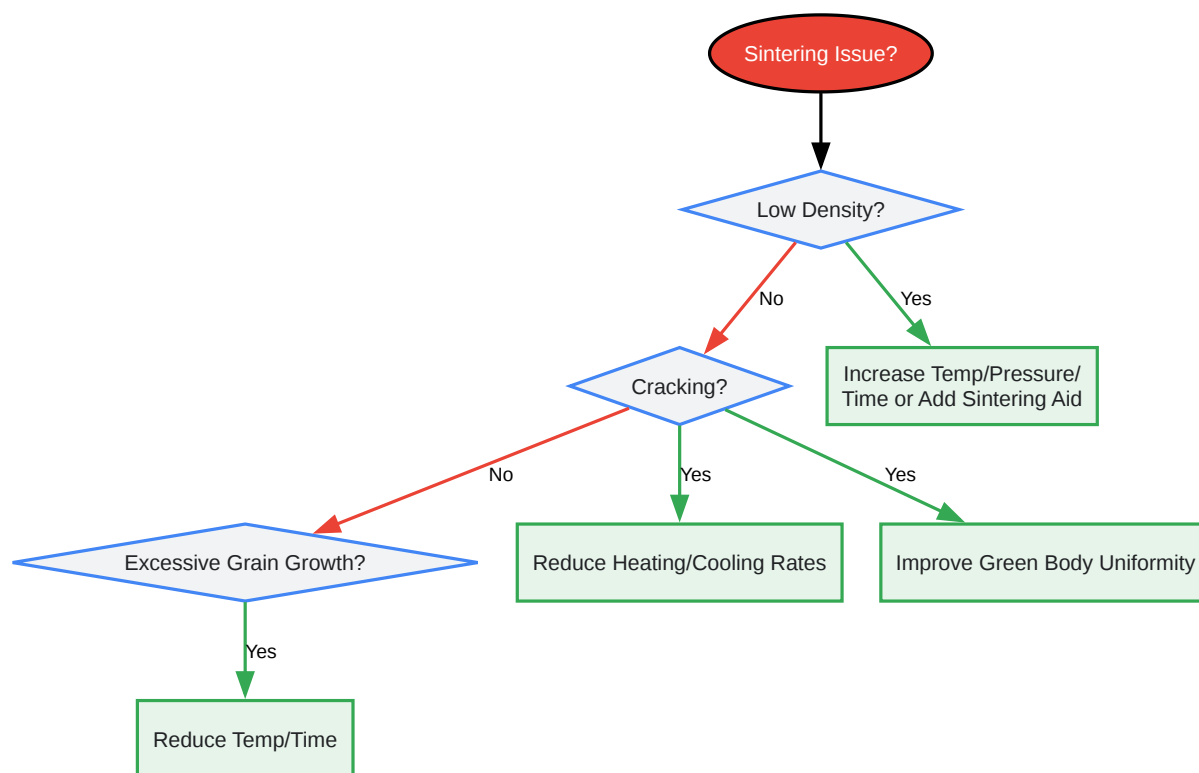 Sintering Issue?
Low Density?
No
Yes
Cracking?
Increase Temp/Pressure/
Time or Add Sintering Aid
No
Yes
Yes
Excessive Grain Growth?
Reduce Heating/Cooling Rates
Improve Green Body Uniformity
Yes
Reduce Temp/Time